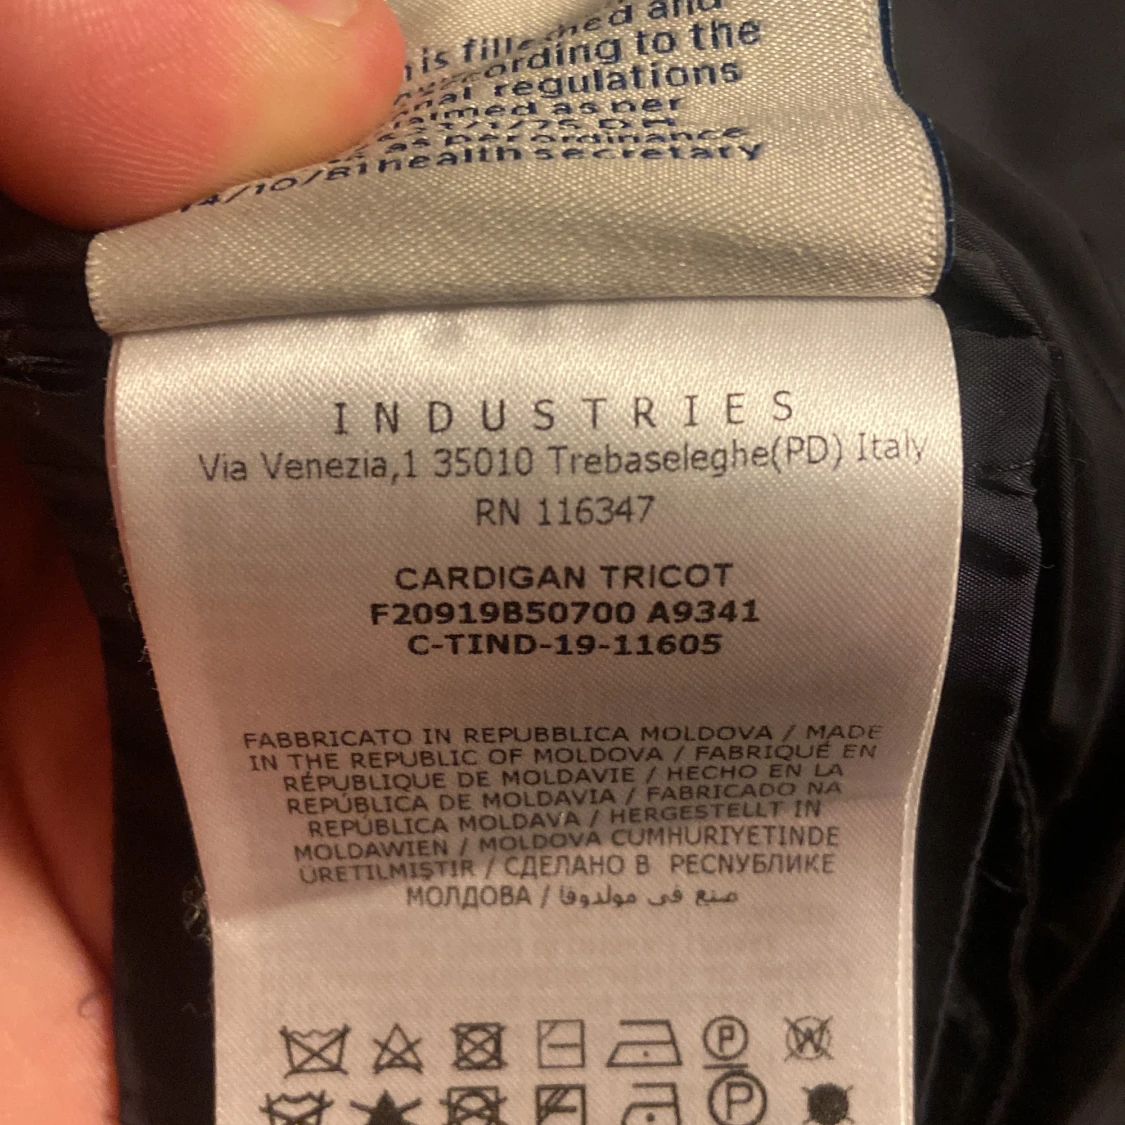 is filled and
according to the
regulations
as per
as per ordinance
14/10/81 health secretary
INDUSTRIES
Via Venezia,1 35010 Trebaseleghe(PD) Italy
RN 116347
CARDIGAN TRICOT
F20919B50700 A9341
C-TIND-19-11605
FABBRICATO IN REPUBBLICA MOLDOVA / MADE
IN THE REPUBLIC OF MOLDOVA / FABRIQUÉ EN
RÉPUBLIQUE DE MOLDAVIE / HECHO EN LA
REPÚBLICA DE MOLDAVIA / FABRICADO NA
REPÚBLICA MOLDAVA / HERGESTELLT IN
MOLDAWIEN / MOLDOVA CUMHURIYETINDE
ÜRETILMIŞTIR / СДЕЛАНО В РЕСПУБЛИКЕ
МОЛДОВА / صنع في مولدوفا
P
W
P